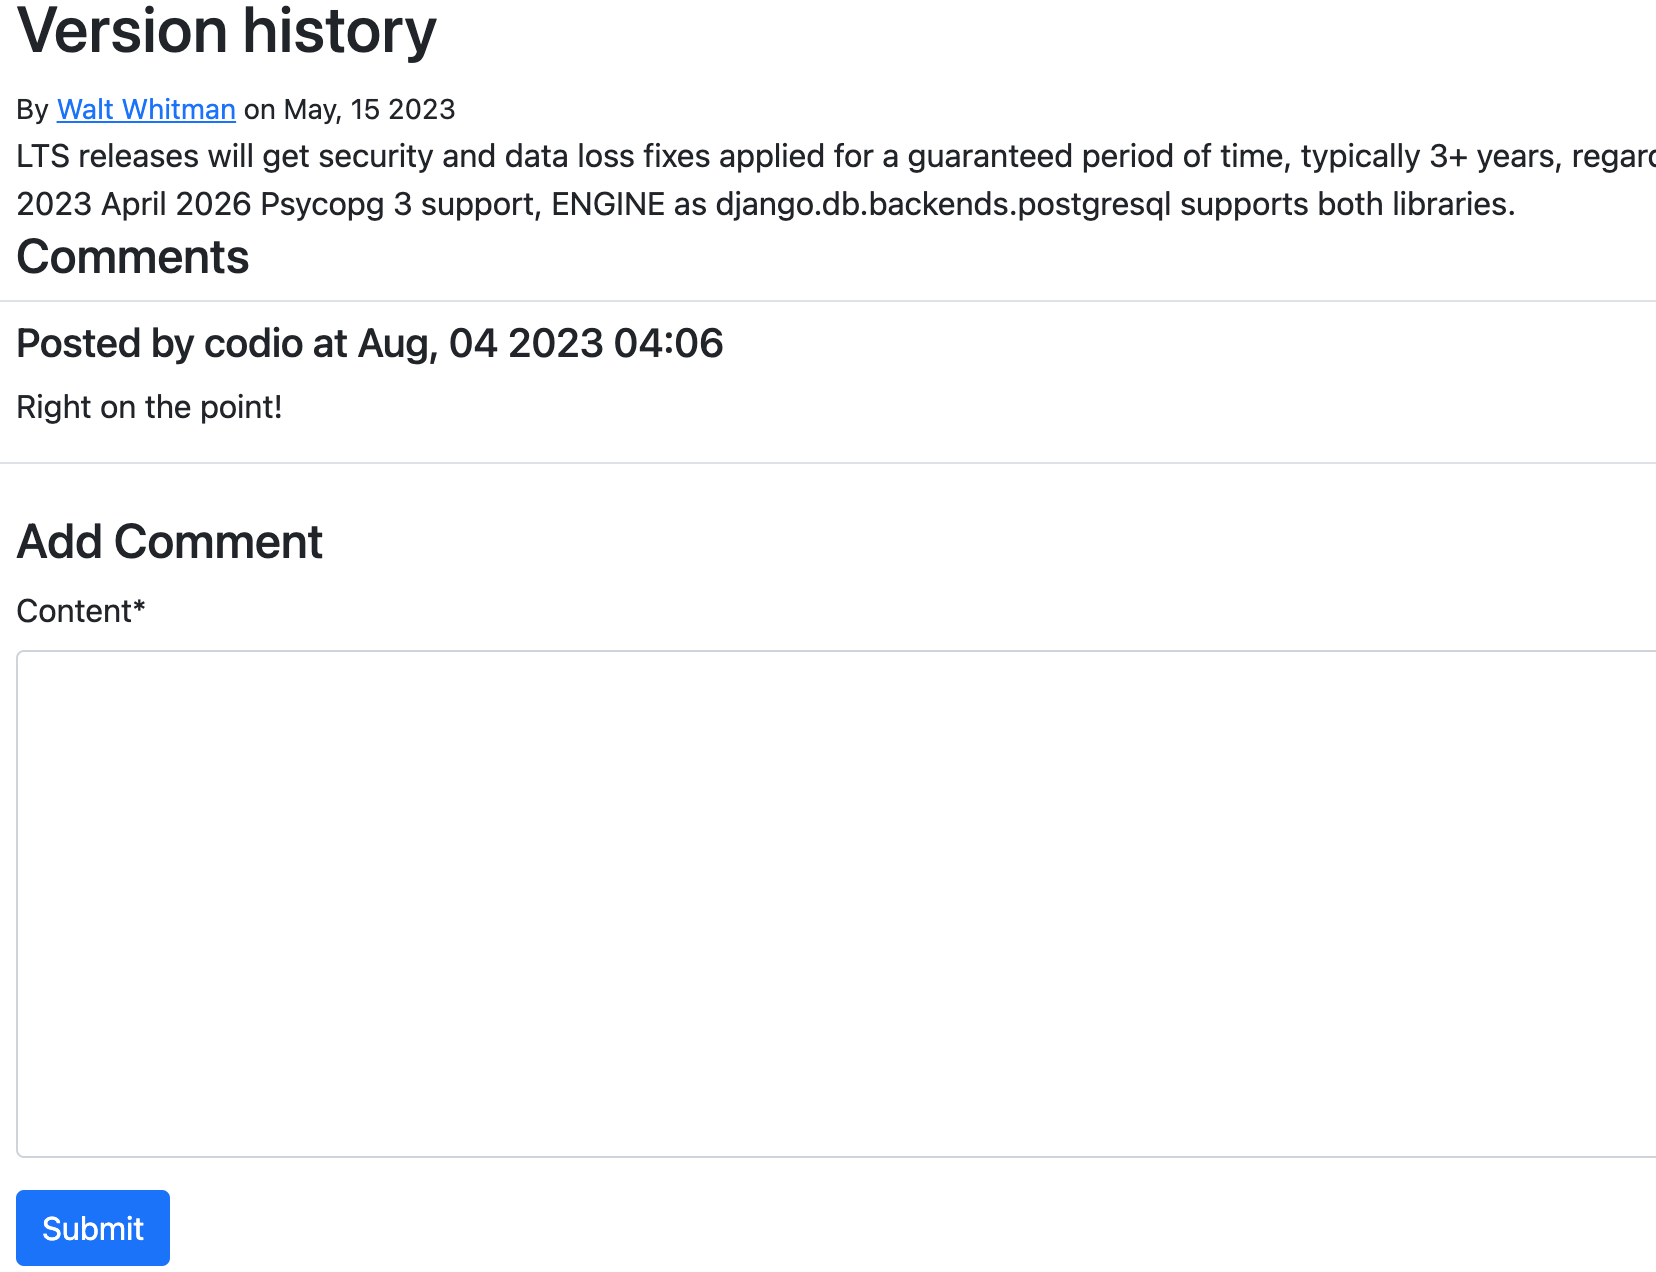 Version history
By Walt Whitman on May, 15 2023
LTS releases will get security and data loss fixes applied for a guaranteed period of time, typically 3+ years,
2023 April 2026 Psycopg 3 support, ENGINE as django.db.backends.postgresql supports both libraries.
Comments
Posted by codio at Aug, 04 2023 04:06
Right on the point!
Add Comment
Content*
Submit